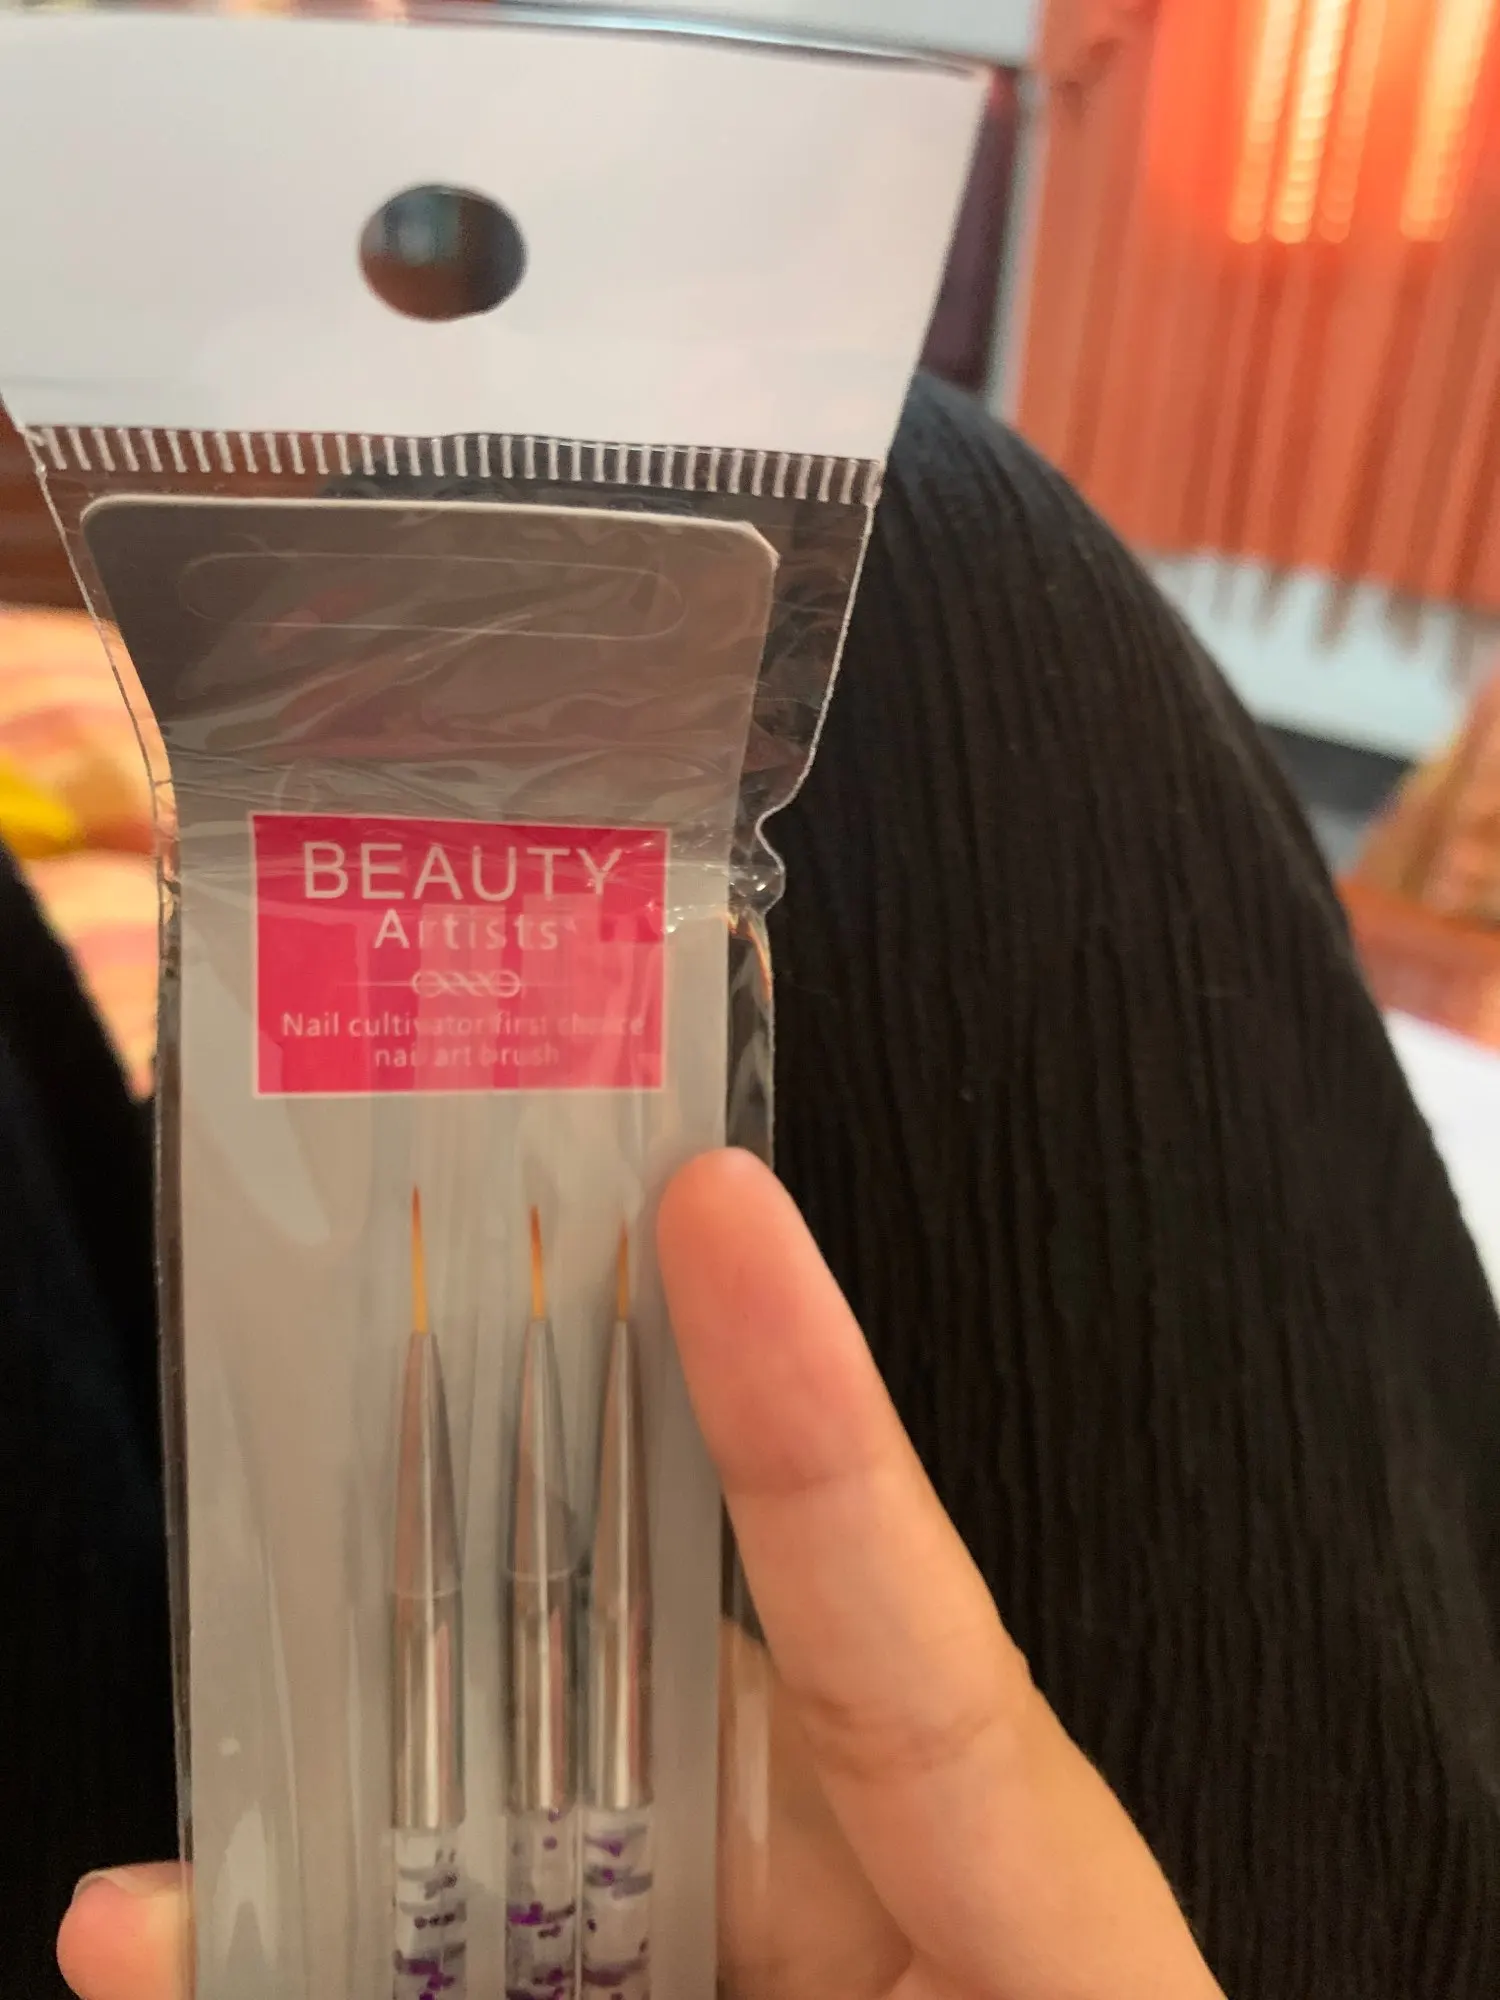 BEAUTY
Artists
Nail cultivator first choice
nail art brush